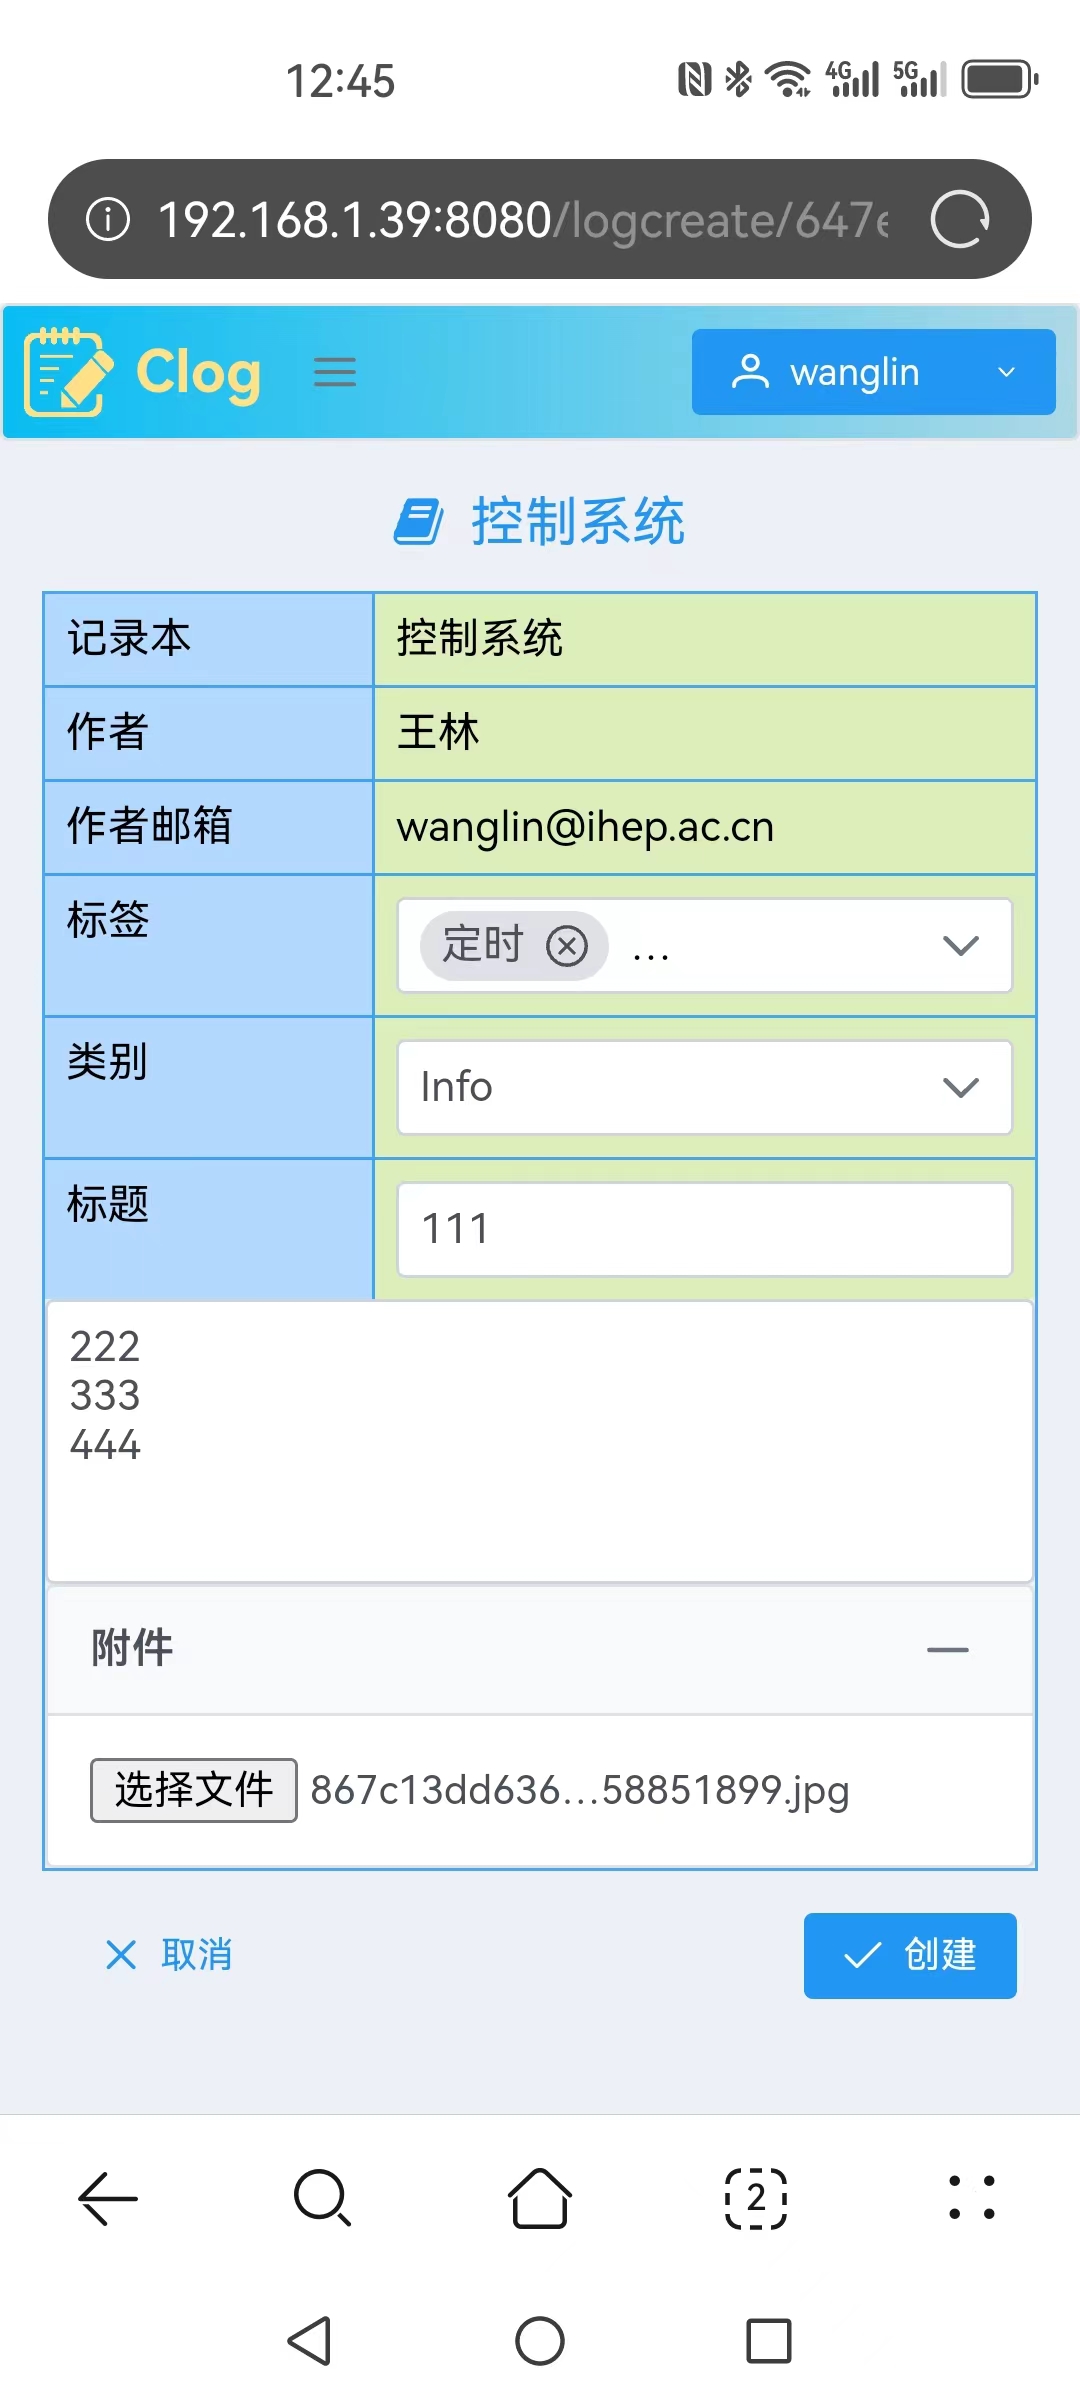 12:45
4G 5G
192.168.1.39:8080/logcreate/647
Clog
wanglin
控制系统
记录本 控制系统
作者 王林
作者邮箱 wanglin@ihep.ac.cn
标签 定时 ...
类别 Info
标题 111
222
333
444
附件
选择文件 867c13dd636...58851899.jpg
取消 创建
2